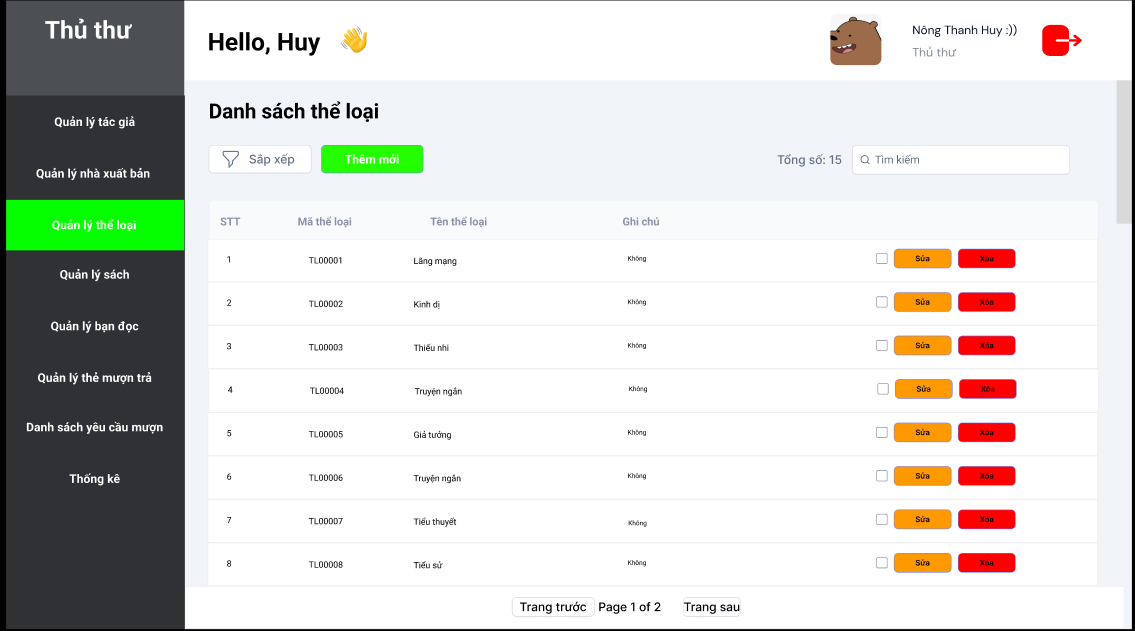 Thủ thư
Hello, Huy 👋
Nông Thanh Huy :))
Thủ thư
Quản lý tác giả
Quản lý nhà xuất bản
Quản lý thể loại
Quản lý sách
Quản lý bạn đọc
Quản lý thẻ mượn trả
Danh sách yêu cầu mượn
Thống kê
Danh sách thể loại
Sắp xếp Thêm mới Tổng số: 15 Tìm kiếm
STT Mã thể loại Tên thể loại Ghi chú
1 TL00001 Lãng mạng Không Sửa Xóa
2 TL00002 Kinh dị Không Sửa Xóa
3 TL00003 Thiếu nhi Không Sửa Xóa
4 TL00004 Truyện ngắn Không Sửa Xóa
5 TL00005 Giả tưởng Không Sửa Xóa
6 TL00006 Truyện ngắn Không Sửa Xóa
7 TL00007 Tiểu thuyết Không Sửa Xóa
8 TL00008 Tiểu sử Không Sửa Xóa
Trang trước Page 1 of 2 Trang sau